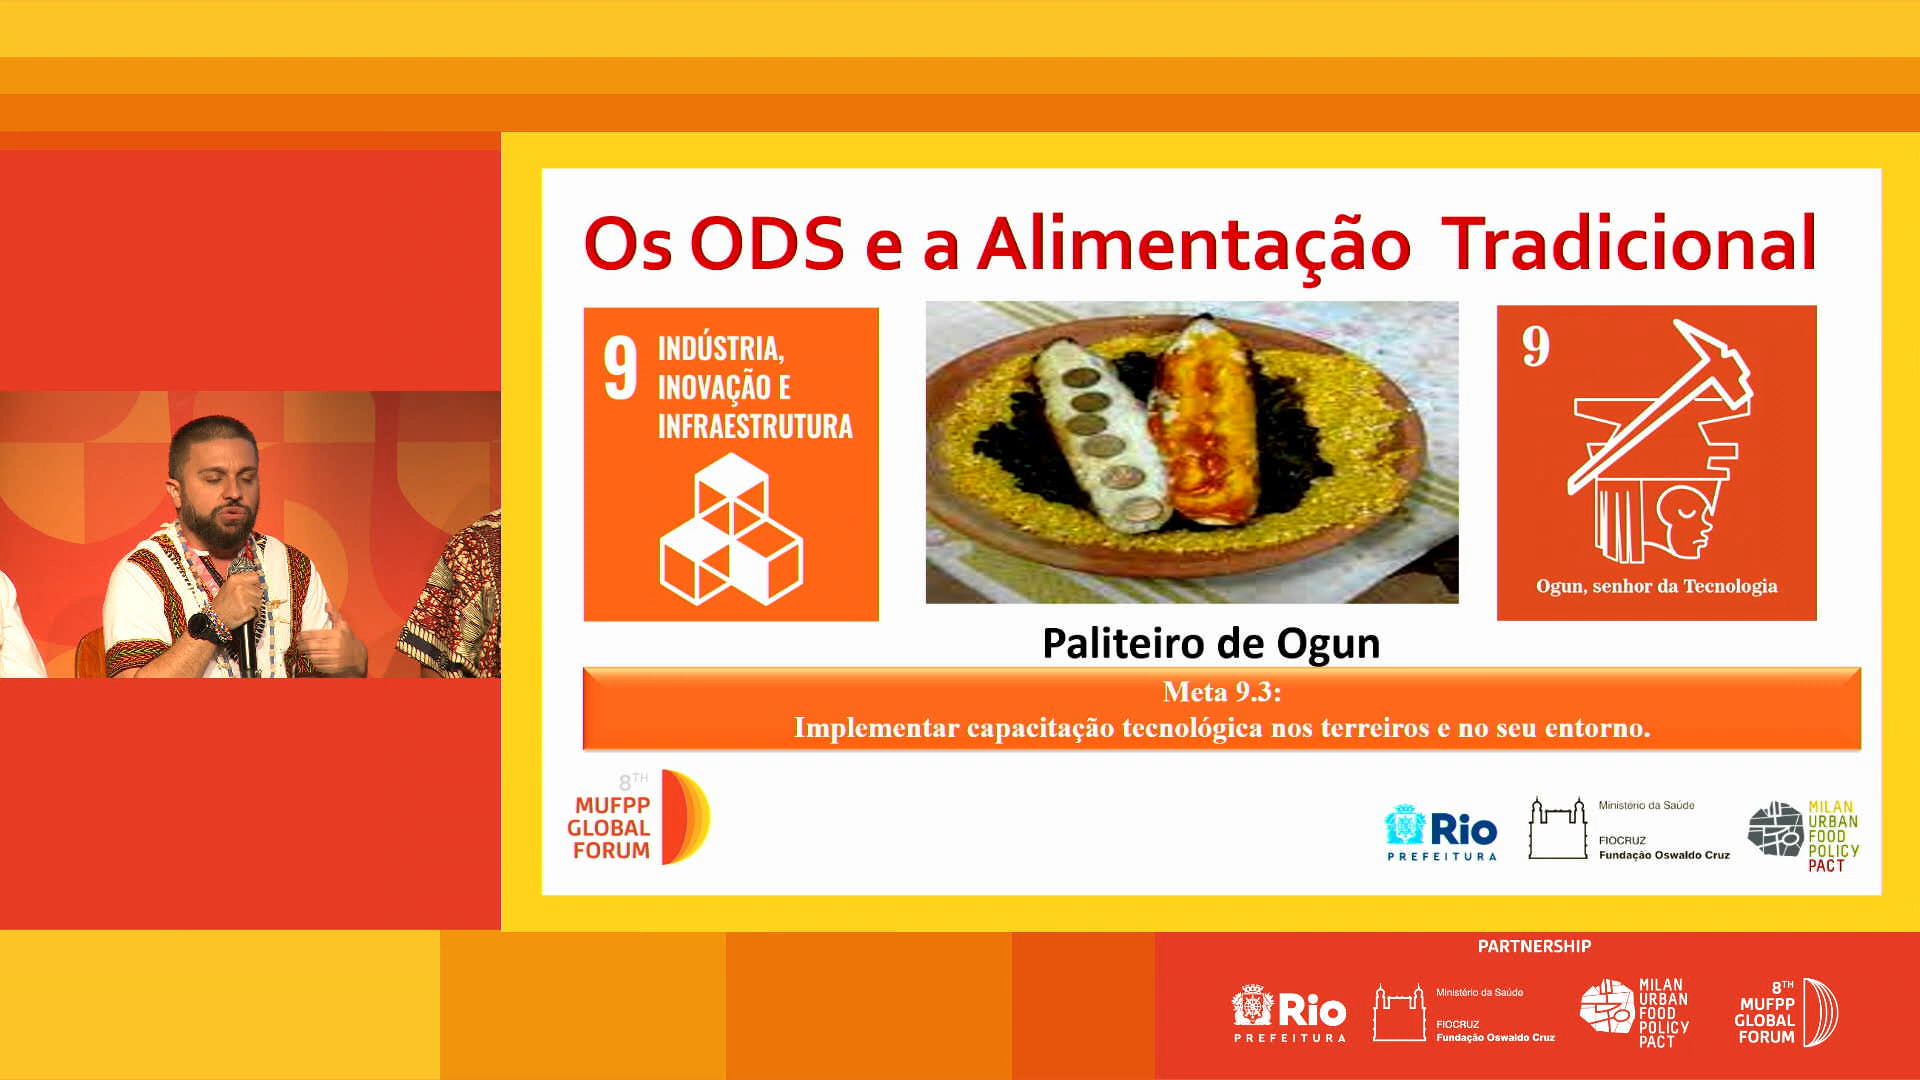 Os ODS e a Alimentação Tradicional
9 INDÚSTRIA,
INOVAÇÃO E
INFRAESTRUTURA
9
Ogun, senhor da Tecnologia
Paliteiro de Ogun
Meta 9.3:
Implementar capacitação tecnológica nos terreiros e no seu entorno.
8TH
MUFPP
GLOBAL
FORUM
Rio
PREFEITURA
Ministério da Saúde
FIOCRUZ
Fundação Oswaldo Cruz
MILAN
URBAN
FOOD
POLICY
PACT
PARTNERSHIP
Rio
PREFEITURA
Ministério da Saúde
FIOCRUZ
Fundação Oswaldo Cruz
MILAN
URBAN
FOOD
POLICY
PACT
8TH
MUFPP
GLOBAL
FORUM